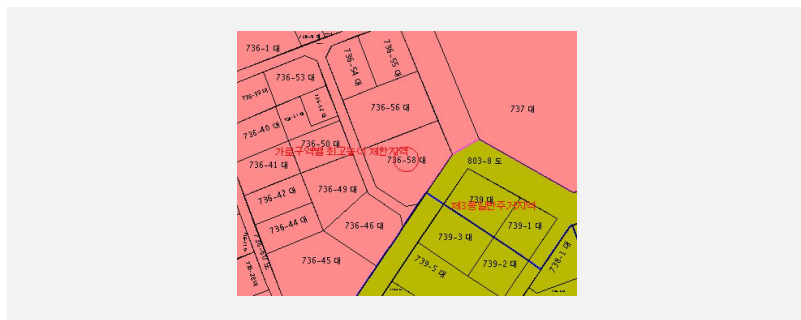 736-1 대
736-53 대
736-54 대
736-55 대
736-56 대
737 대
736-40 대
736-50 대
가로구역별 최고높이 제한지역
736-58 대
803-8 도
736-41 대
736-49 대
736-42 대
739 대
제3종일반주거지역
736-44 대
736-46 대
739-1 대
739-3 대
736-45 대
739-5 대
739-2 대
738-1 대